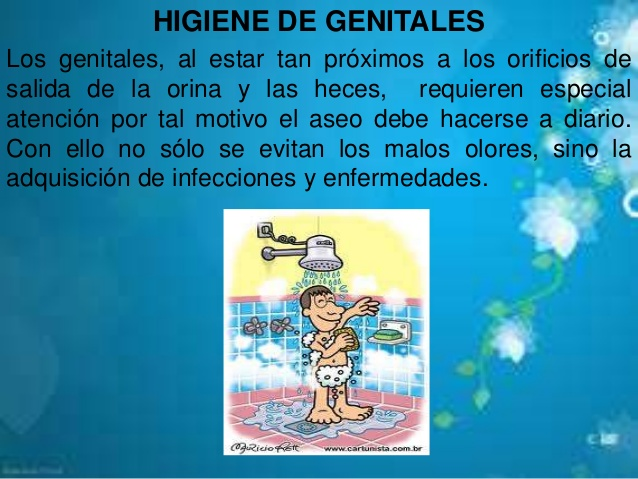 HIGIENE DE GENITALES
Los genitales, al estar tan próximos a los orificios de
salida de la orina y las heces, requieren especial
atención por tal motivo el aseo debe hacerse a diario.
Con ello no sólo se evitan los malos olores, sino la
adquisición de infecciones y enfermedades.
www.cartunista.com.br